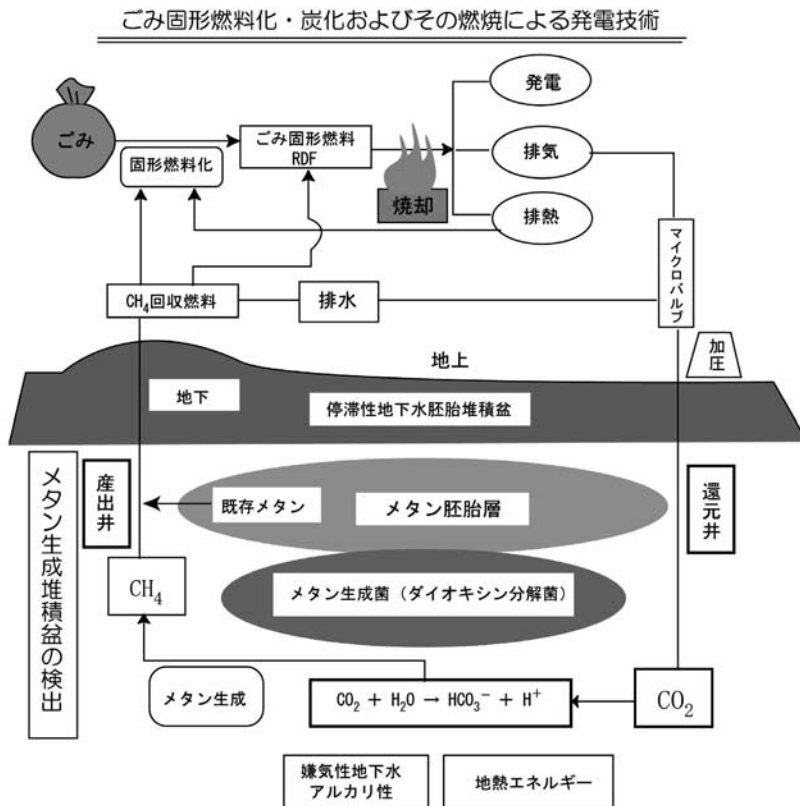 ごみ固形燃料化・炭化およびその燃焼による発電技術
発電
ごみ
ごみ固形燃料
RDF
排気
固形燃料化
焼却
排熱
マイクロバルブ
CH₄回収燃料
排水
加圧
地上
地下
停滞性地下水胚胎堆積盆
メタン生成堆積盆の検出
産出井
既存メタン
メタン胚胎層
還元井
CH₄
メタン生成菌（ダイオキシン分解菌）
メタン生成
CO₂ + H₂O → HCO₃⁻ + H⁺
CO₂
嫌気性地下水
アルカリ性
地熱エネルギー